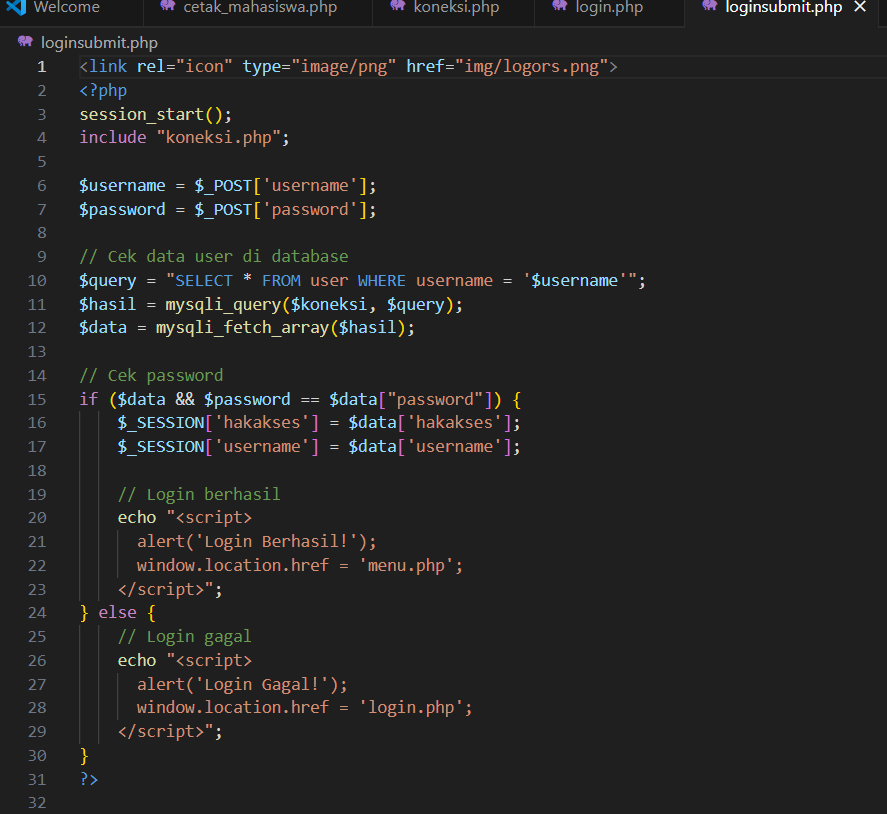 Welcome cetak_mahasiswa.php koneksi.php login.php loginsubmit.php ×
loginsubmit.php
1 <link rel="icon" type="image/png" href="img/logors.png">
2 <?php
3 session_start();
4 include "koneksi.php";
5
6 $username = $_POST['username'];
7 $password = $_POST['password'];
8
9 // Cek data user di database
10 $query = "SELECT * FROM user WHERE username = '$username'";
11 $hasil = mysqli_query($koneksi, $query);
12 $data = mysqli_fetch_array($hasil);
13
14 // Cek password
15 if ($data && $password == $data["password"]) {
16     $_SESSION['hakakses'] = $data['hakakses'];
17     $_SESSION['username'] = $data['username'];
18
19     // Login berhasil
20     echo "<script>
21       alert('Login Berhasil!');
22       window.location.href = 'menu.php';
23     </script>";
24 } else {
25     // Login gagal
26     echo "<script>
27       alert('Login Gagal!');
28       window.location.href = 'login.php';
29     </script>";
30 }
31 ?>
32